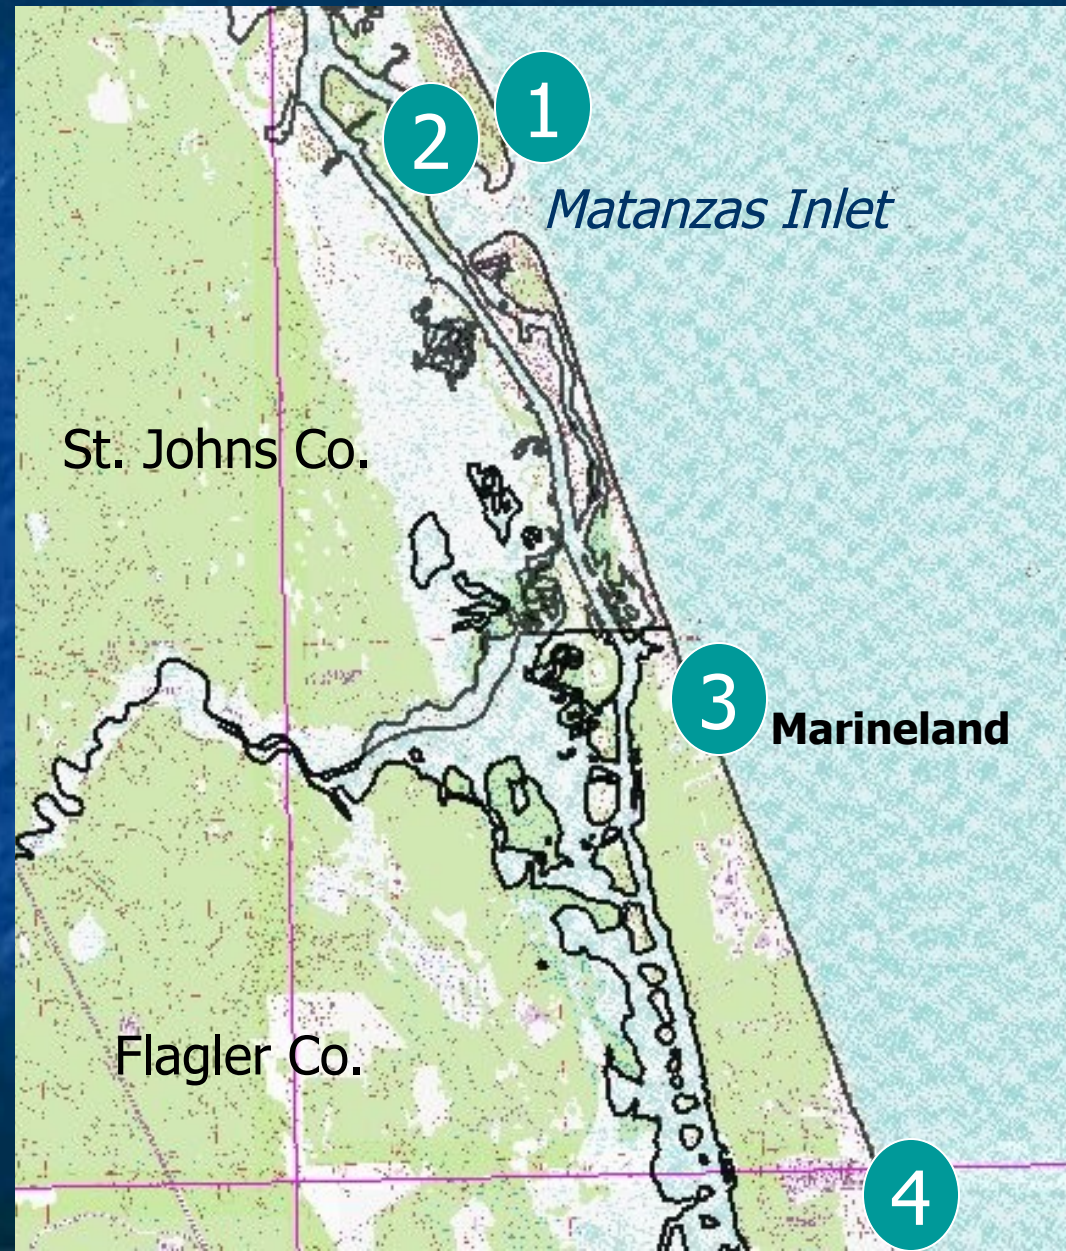 1
2
Matanzas Inlet
St. Johns Co.
3
Marineland
Flagler Co.
4